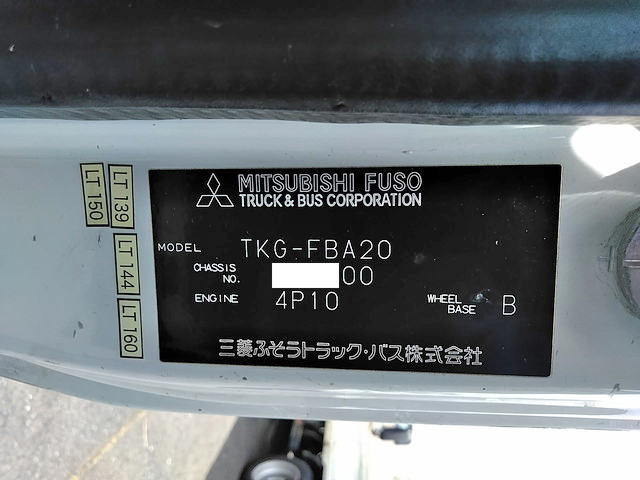 LT 150
LT 139
LT 144
LT 160
MITSUBISHI FUSO
TRUCK & BUS CORPORATION
MODEL TKG-FBA20
CHASSIS NO. 00
ENGINE 4P10
WHEEL BASE B
三菱ふそうトラック・バス株式会社